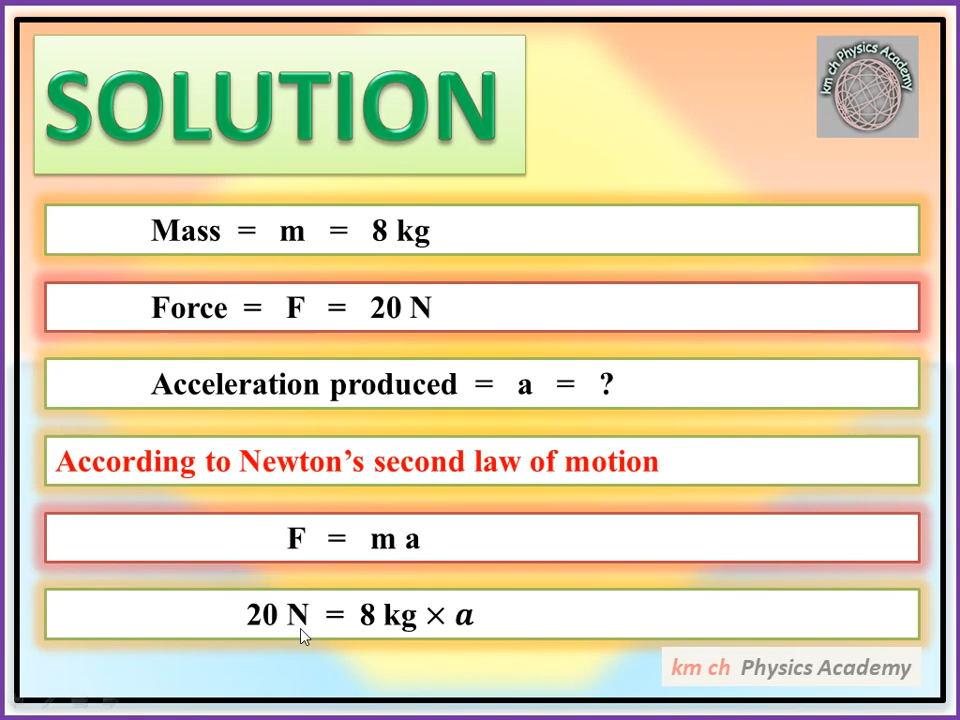 SOLUTION
km ch Physics Academy
Mass = m = 8 kg
Force = F = 20 N
Acceleration produced = a = ?
According to Newton’s second law of motion
F = m a
20 N = 8 kg × a
km ch Physics Academy